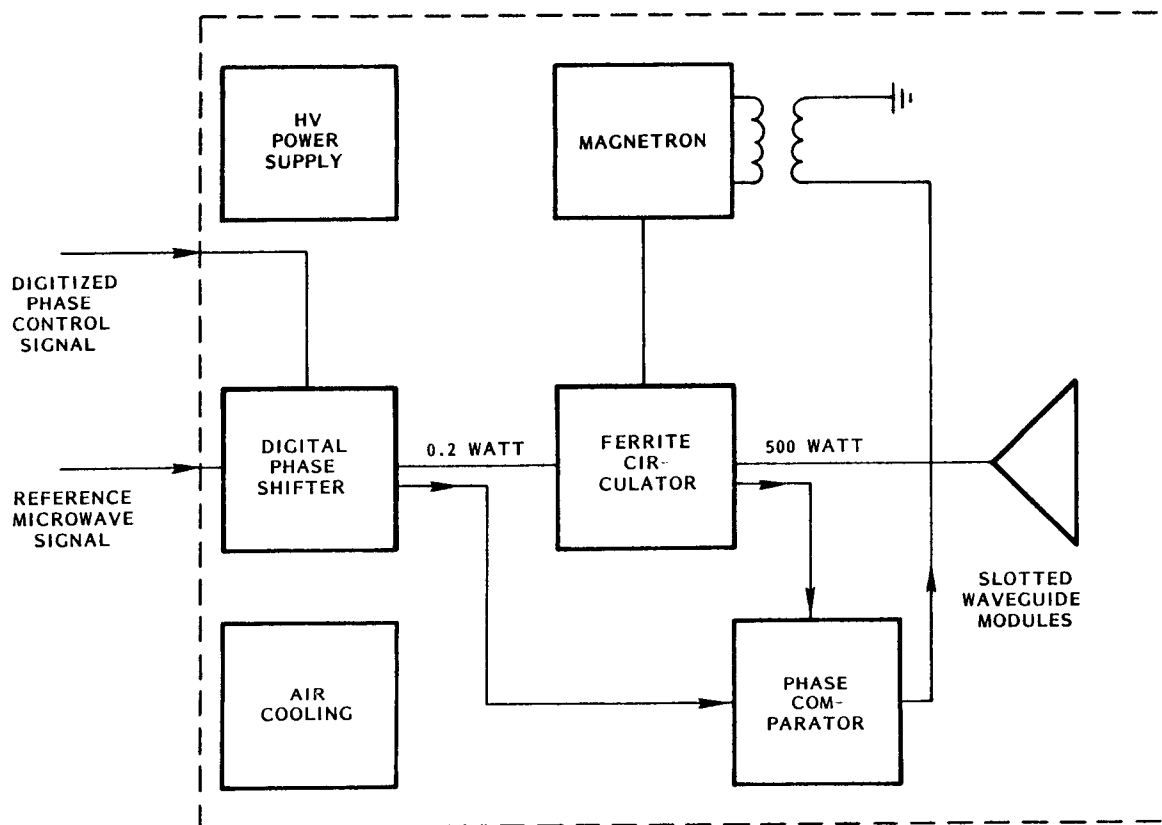 HV
POWER
SUPPLY
MAGNETRON
DIGITIZED
PHASE
CONTROL
SIGNAL
DIGITAL
PHASE
SHIFTER
0.2 WATT
FERRITE
CIR-
CULATOR
500 WATT
REFERENCE
MICROWAVE
SIGNAL
SLOTTED
WAVEGUIDE
MODULES
AIR
COOLING
PHASE
COM-
PARATOR